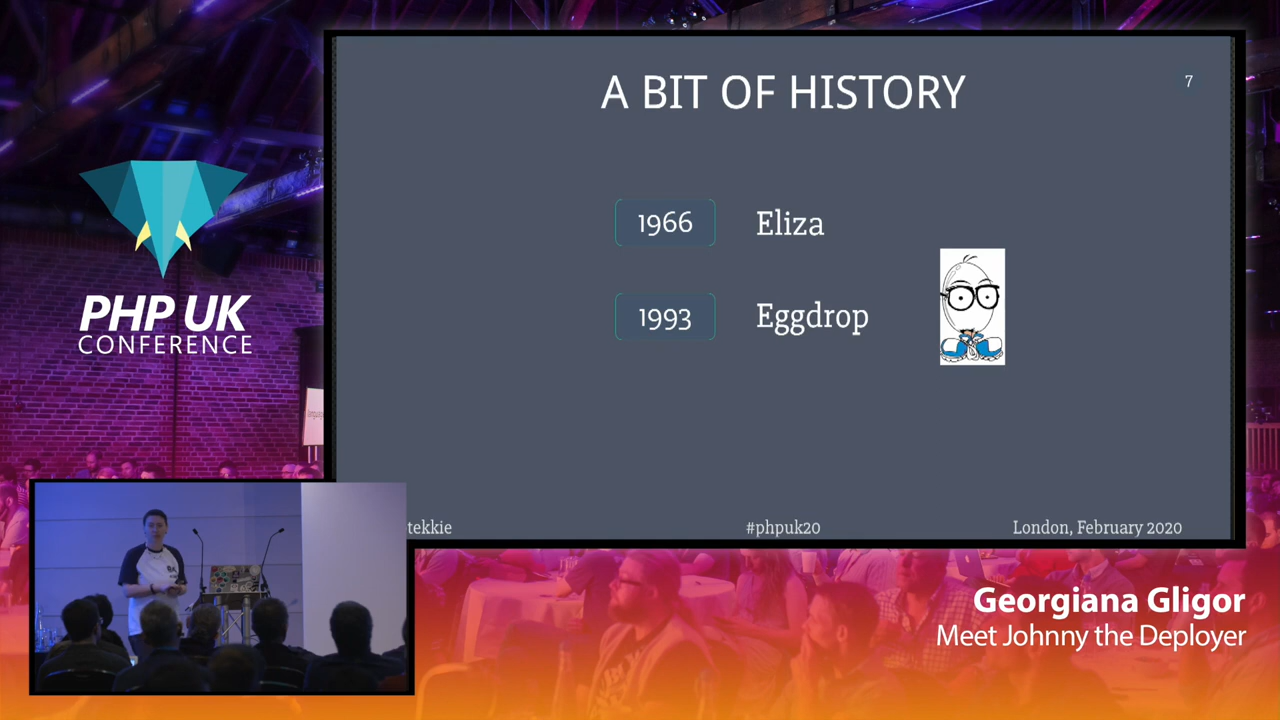 A BIT OF HISTORY
7
1966 Eliza
1993 Eggdrop
tekkie
#phpuk20
London, February 2020
PHP UK
CONFERENCE
Georgiana Gligor
Meet Johnny the Deployer